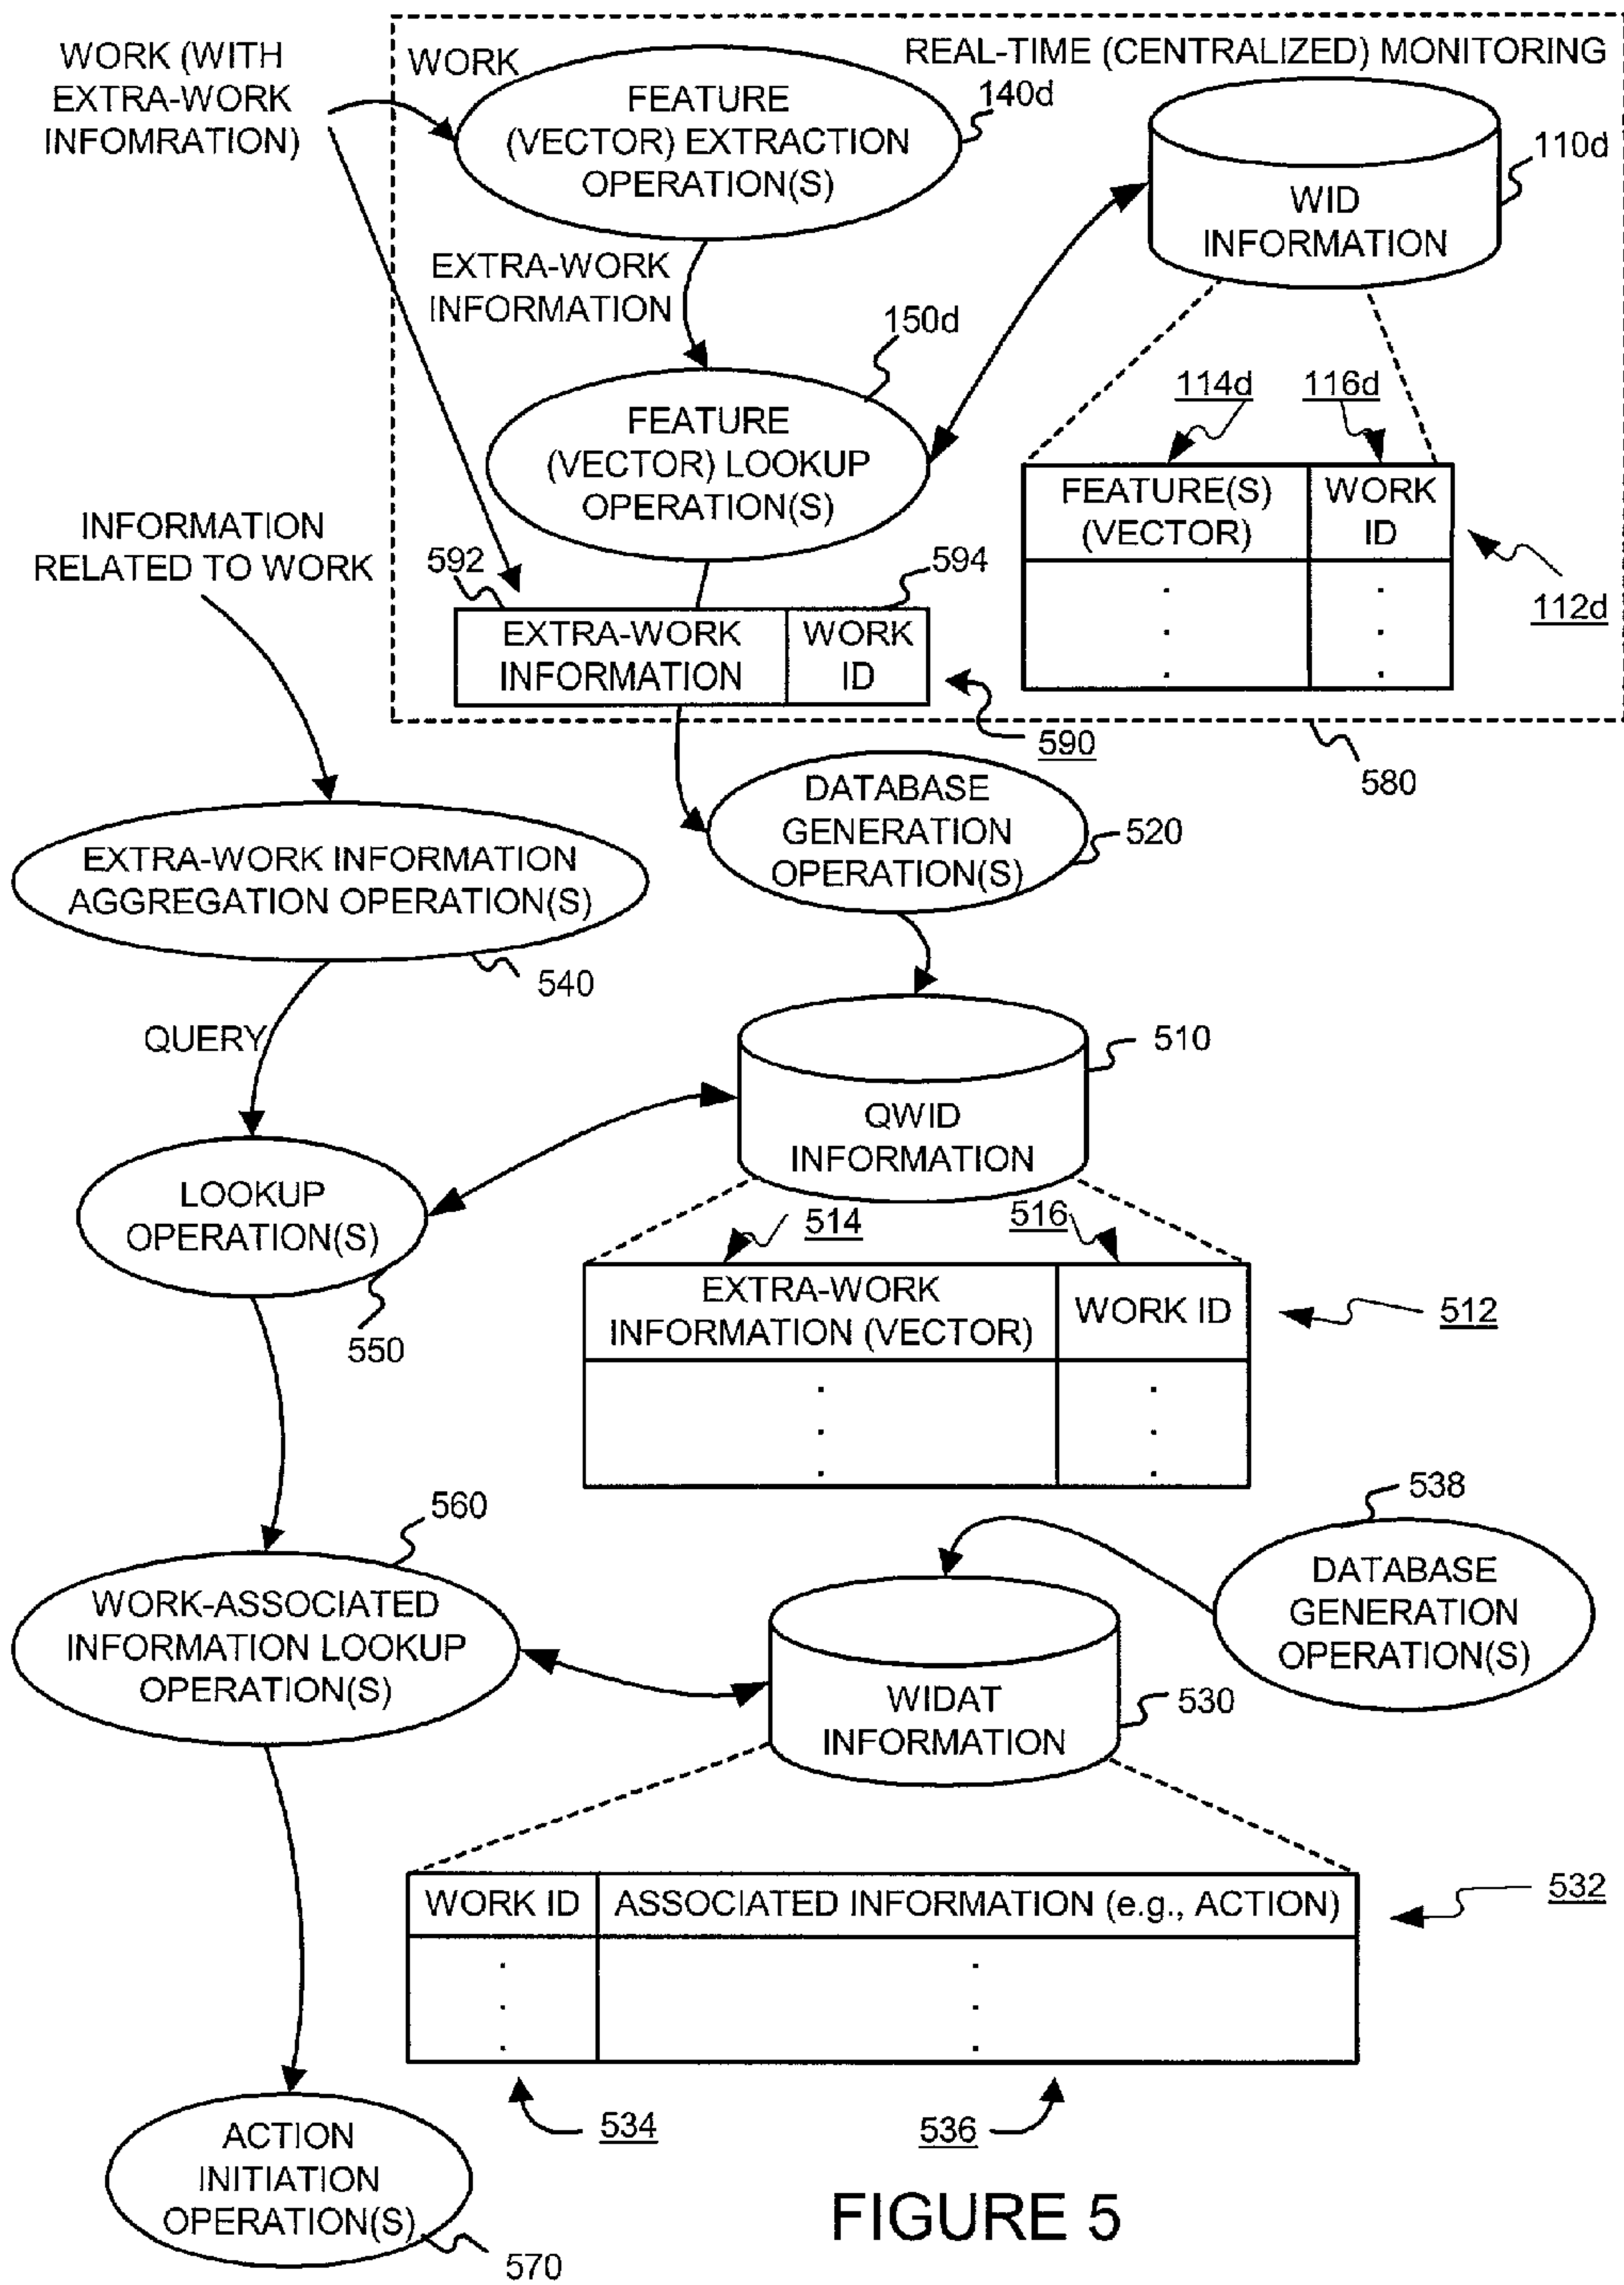 WORK (WITH
EXTRA-WORK
INFOMRATION)
WORK
REAL-TIME (CENTRALIZED) MONITORING
FEATURE
(VECTOR) EXTRACTION
OPERATION(S)
140d
WID
INFORMATION
110d
EXTRA-WORK
INFORMATION
150d
FEATURE
(VECTOR) LOOKUP
OPERATION(S)
114d
116d
FEATURE(S)
(VECTOR)
WORK
ID
.
.
.
.
.
.
112d
INFORMATION
RELATED TO WORK
592
594
EXTRA-WORK
INFORMATION
WORK
ID
590
580
DATABASE
GENERATION
OPERATION(S)
520
EXTRA-WORK INFORMATION
AGGREGATION OPERATION(S)
540
QUERY
510
QWID
INFORMATION
LOOKUP
OPERATION(S)
550
514
516
EXTRA-WORK
INFORMATION (VECTOR)
WORK ID
.
.
.
.
.
.
512
538
DATABASE
GENERATION
OPERATION(S)
560
WORK-ASSOCIATED
INFORMATION LOOKUP
OPERATION(S)
WIDAT
INFORMATION
530
WORK ID
ASSOCIATED INFORMATION (e.g., ACTION)
.
.
.
.
.
.
532
534
536
ACTION
INITIATION
OPERATION(S)
570
FIGURE 5